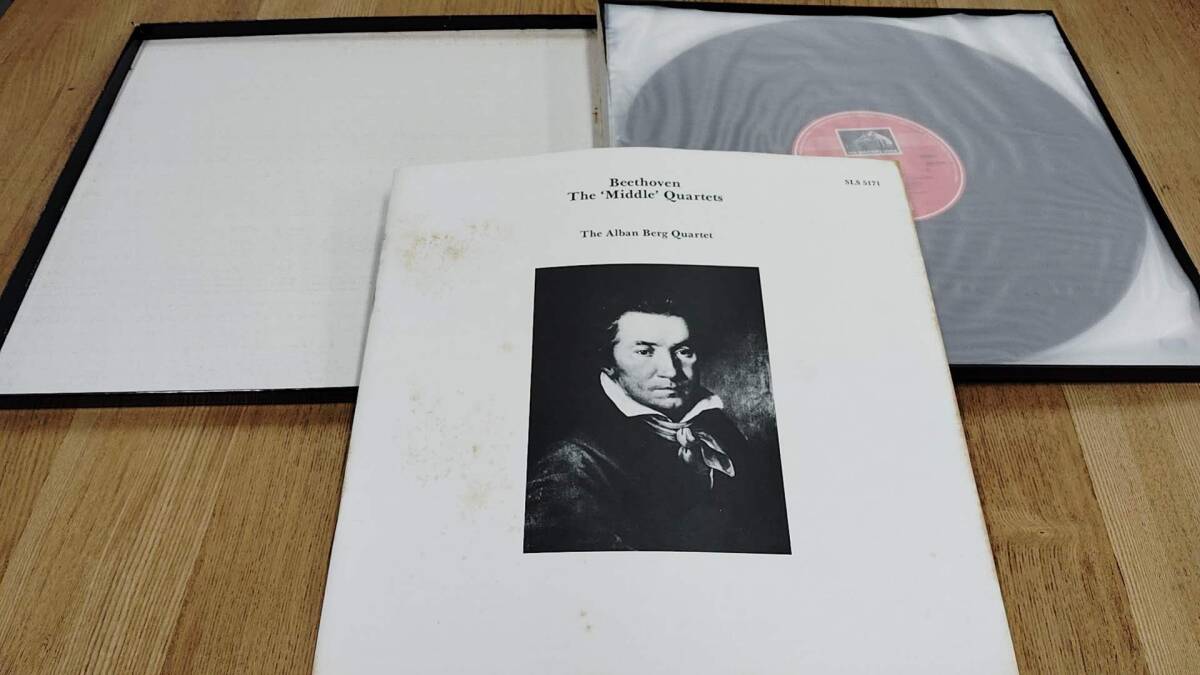 Beethoven
The ‘Middle’ Quartets
SLS 5171
The Alban Berg Quartet